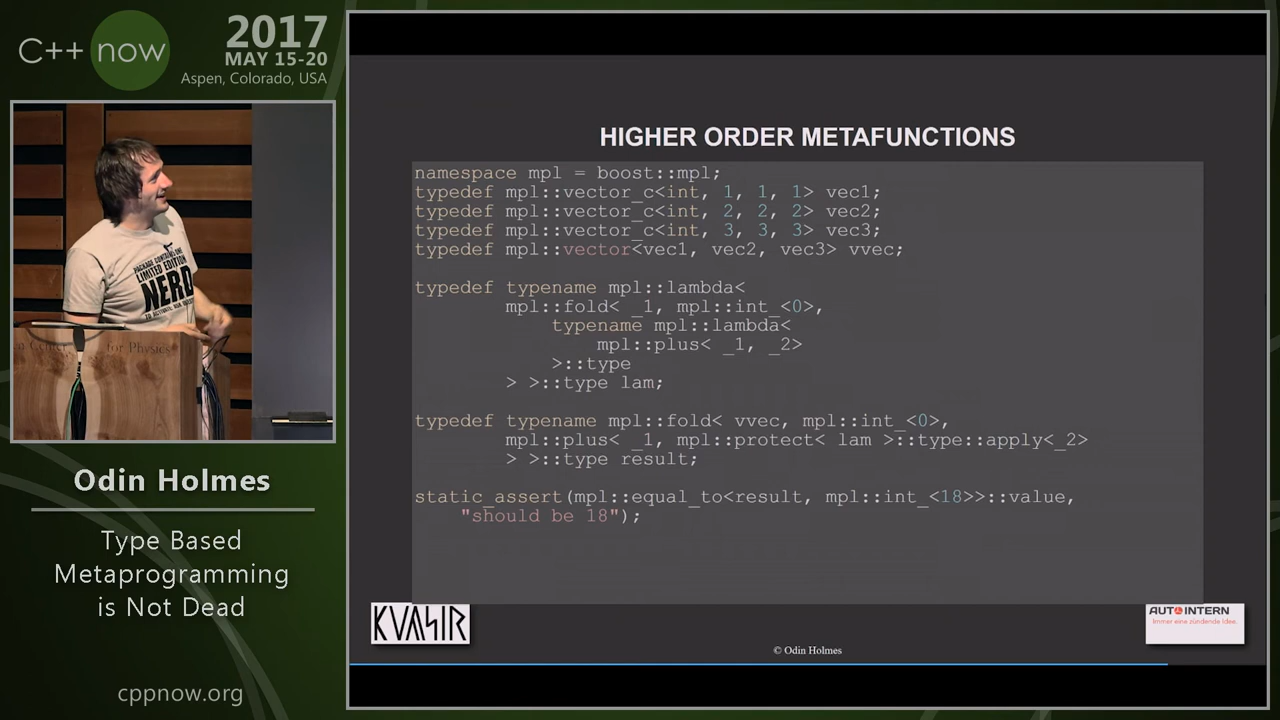 C++ now
2017
MAY 15-20
Aspen, Colorado, USA
PACKAGE CONTAINS ONE
LIMITED EDITION
NERD
for Physics
Odin Holmes
Type Based
Metaprogramming
is Not Dead
cppnow.org
HIGHER ORDER METAFUNCTIONS
namespace mpl = boost::mpl;
typedef mpl::vector_c<int, 1, 1, 1> vec1;
typedef mpl::vector_c<int, 2, 2, 2> vec2;
typedef mpl::vector_c<int, 3, 3, 3> vec3;
typedef mpl::vector<vec1, vec2, vec3> vvec;
typedef typename mpl::lambda<
mpl::fold< _1, mpl::int_<0>,
typename mpl::lambda<
mpl::plus< _1, _2>
>::type
> >::type lam;
typedef typename mpl::fold< vvec, mpl::int_<0>,
mpl::plus< _1, mpl::protect< lam >::type::apply<_2>
> >::type result;
static_assert(mpl::equal_to<result, mpl::int_<18>>::value,
"should be 18");
KVASIR
AUTOINTERN
Immer eine zündende Idee.
© Odin Holmes